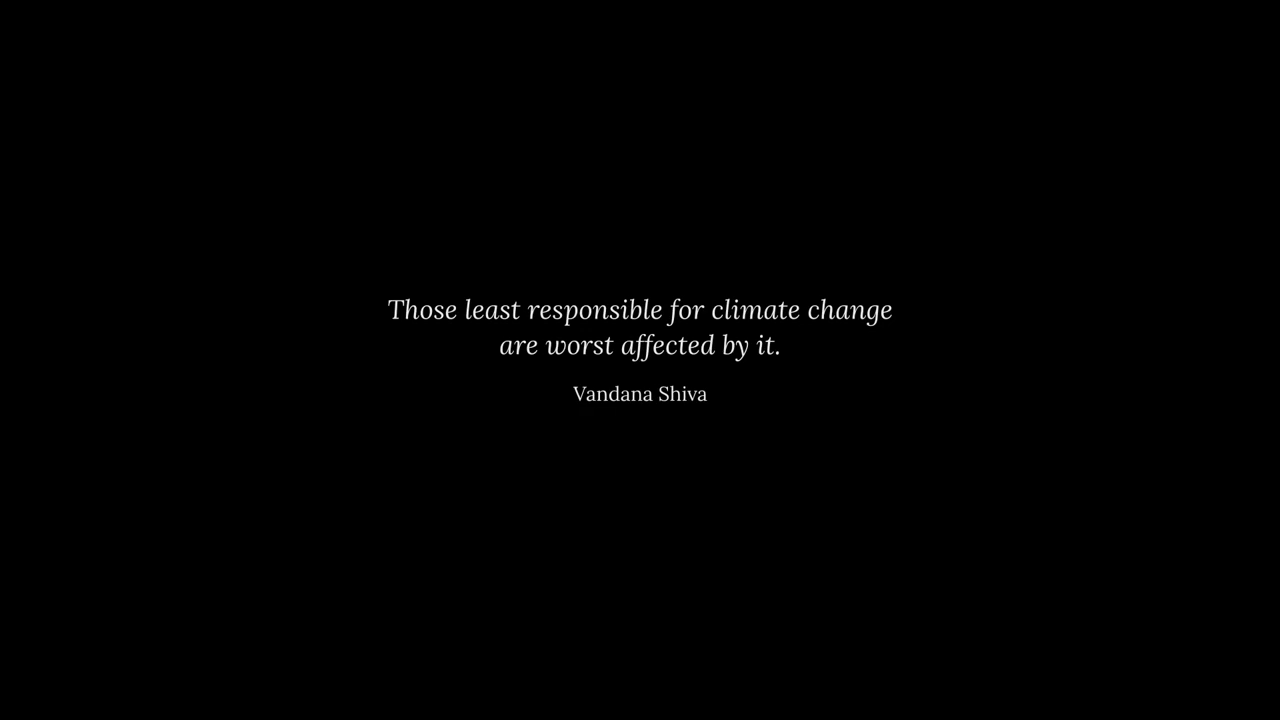 Those least responsible for climate change
are worst affected by it.
Vandana Shiva